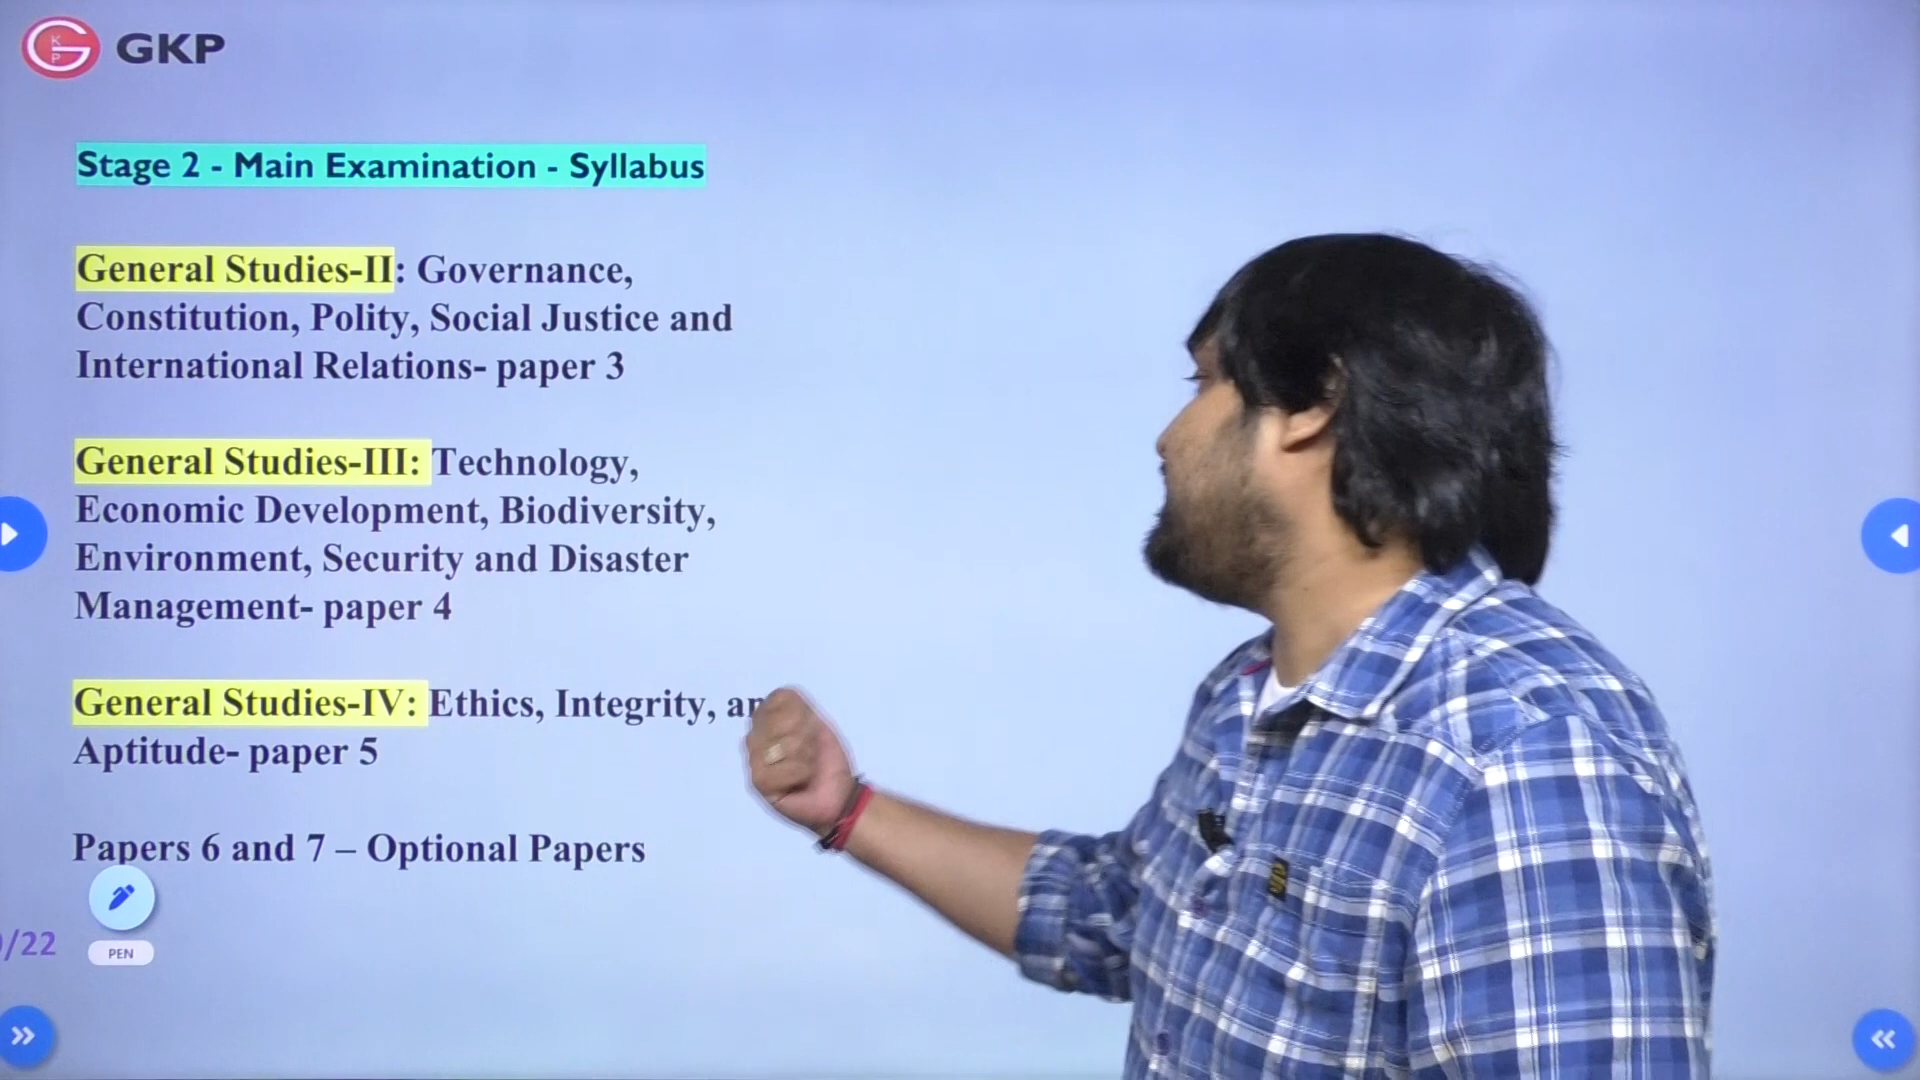 GKP
Stage 2 - Main Examination - Syllabus
General Studies-II: Governance,
Constitution, Polity, Social Justice and
International Relations- paper 3
General Studies-III: Technology,
Economic Development, Biodiversity,
Environment, Security and Disaster
Management- paper 4
General Studies-IV: Ethics, Integrity,
Aptitude- paper 5
Papers 6 and 7 – Optional Papers
/22
PEN